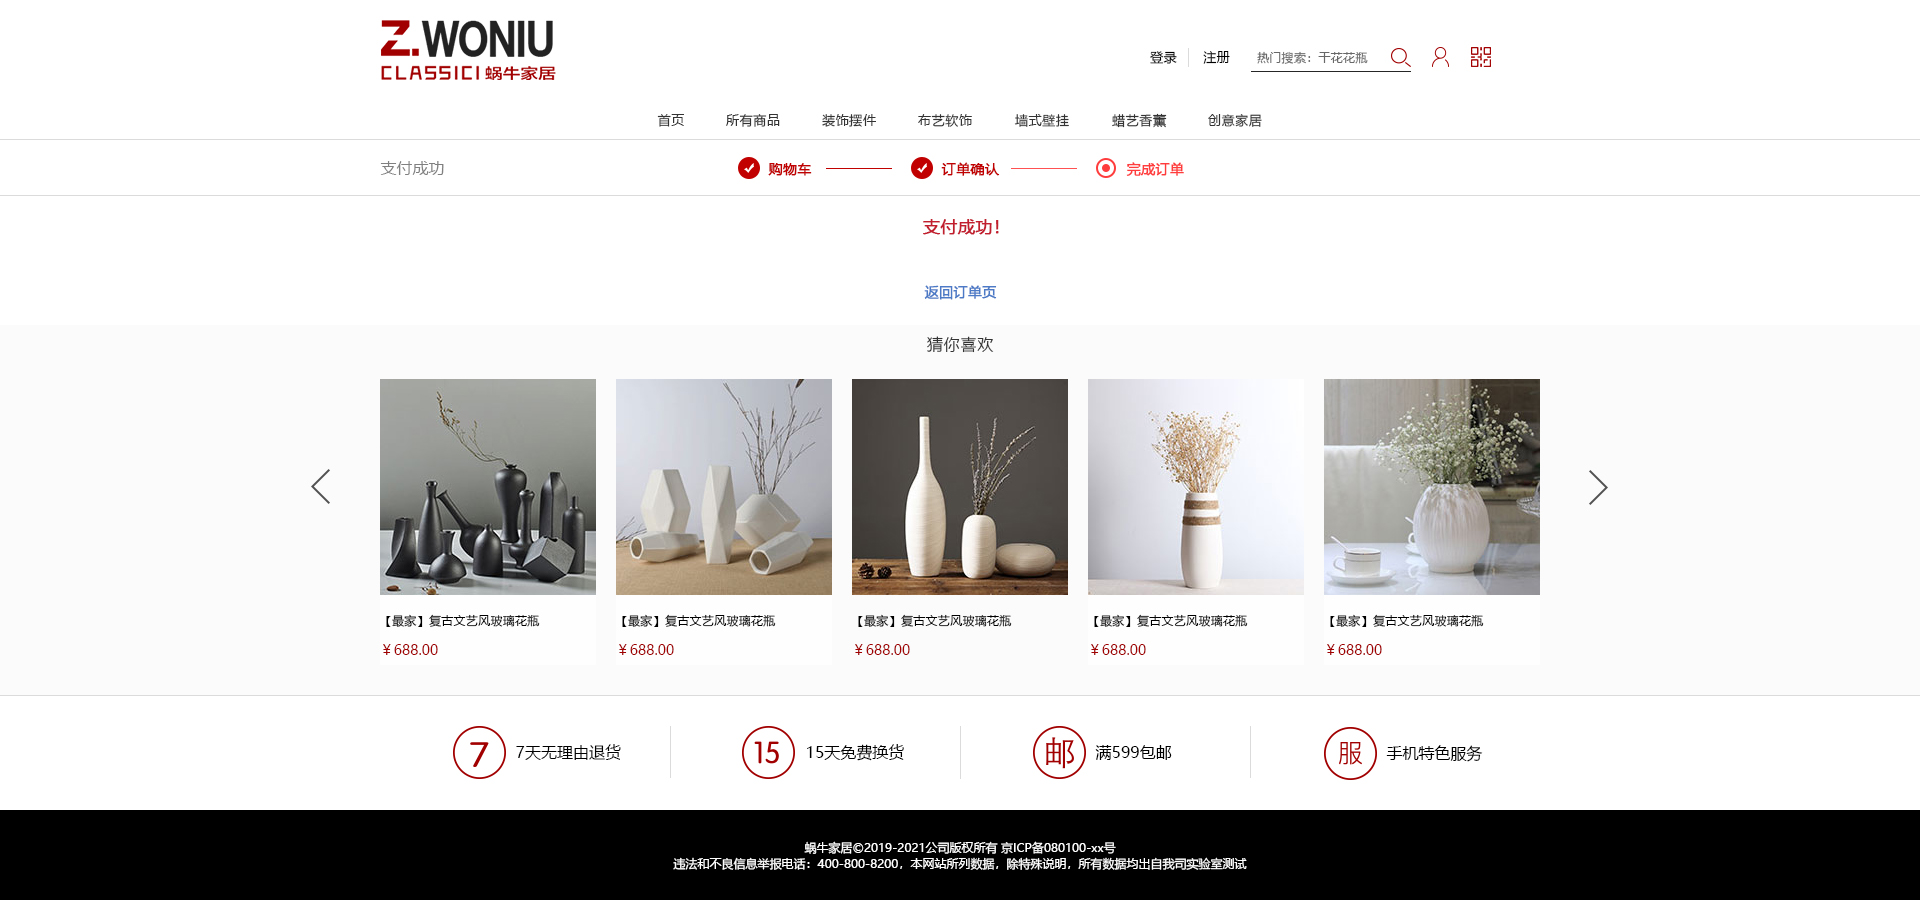 Z.WONIU
CLASSICI 蜗牛家居
登录 注册 热门搜索：干花花瓶
首页 所有商品 装饰摆件 布艺软饰 墙式壁挂 蜡艺香薰 创意家居
支付成功 购物车 订单确认 完成订单
支付成功！
返回订单页
猜你喜欢
【最家】复古文艺风玻璃花瓶 【最家】复古文艺风玻璃花瓶 【最家】复古文艺风玻璃花瓶 【最家】复古文艺风玻璃花瓶 【最家】复古文艺风玻璃花瓶
¥ 688.00 ¥ 688.00 ¥ 688.00 ¥ 688.00 ¥ 688.00
7 7天无理由退货 15 15天免费换货 邮 满599包邮 服 手机特色服务
蜗牛家居©2019-2021公司版权所有 京ICP备080100-xx号
违法和不良信息举报电话：400-800-8200，本网站所列数据，除特殊说明，所有数据均出自我司实验室测试